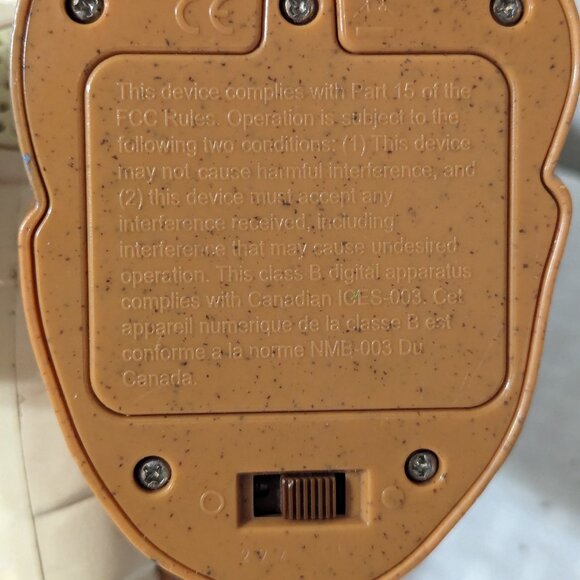 CE
This device complies with Part 15 of the
FCC Rules. Operation is subject to the
following two conditions: (1) This device
may not cause harmful interference, and
(2) this device must accept any
interference received, including
interference that may cause undesired
operation. This class B digital apparatus
complies with Canadian ICES-003. Cet
appareil numerique de la classe B est
conforme a la norme NMB-003 Du
Canada.